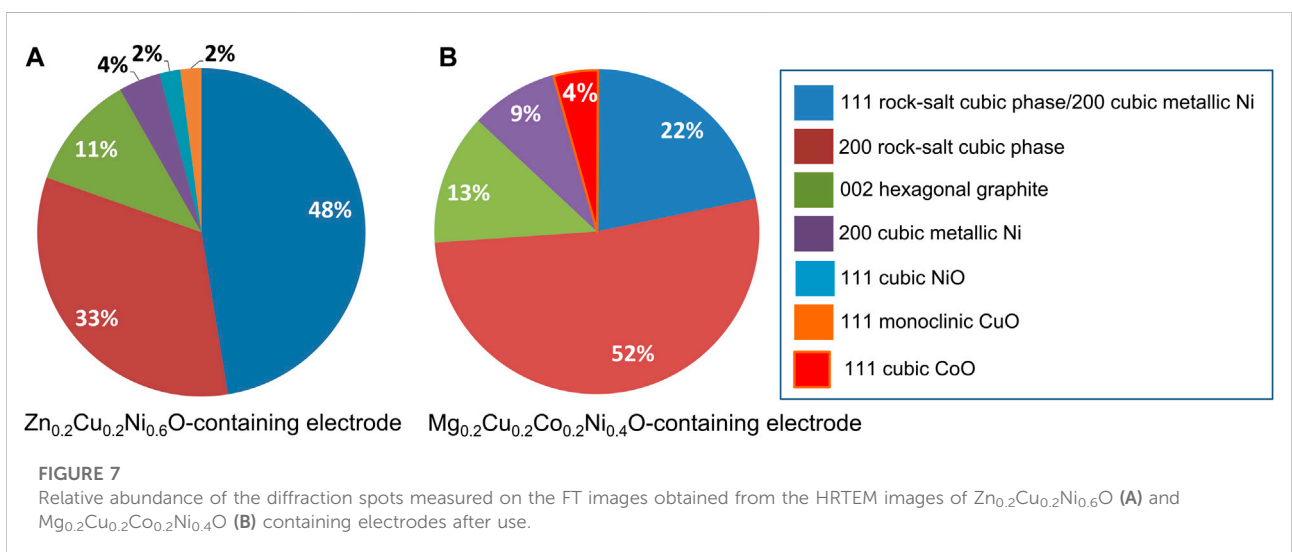 A
4%
2%
2%
11%
48%
33%
Zn0.2Cu0.2Ni0.6O-containing electrode
B
4%
9%
22%
13%
52%
Mg0.2Cu0.2Co0.2Ni0.4O-containing electrode
111 rock-salt cubic phase/200 cubic metallic Ni
200 rock-salt cubic phase
002 hexagonal graphite
200 cubic metallic Ni
111 cubic NiO
111 monoclinic CuO
111 cubic CoO
FIGURE 7
Relative abundance of the diffraction spots measured on the FT images obtained from the HRTEM images of Zn0.2Cu0.2Ni0.6O (A) and
Mg0.2Cu0.2Co0.2Ni0.4O (B) containing electrodes after use.